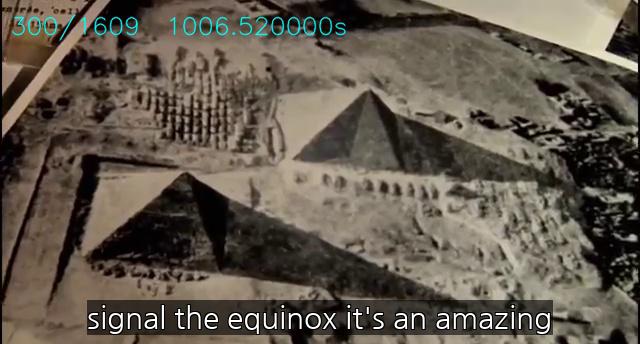 300/1609 1006.520000s
signal the equinox it's an amazing